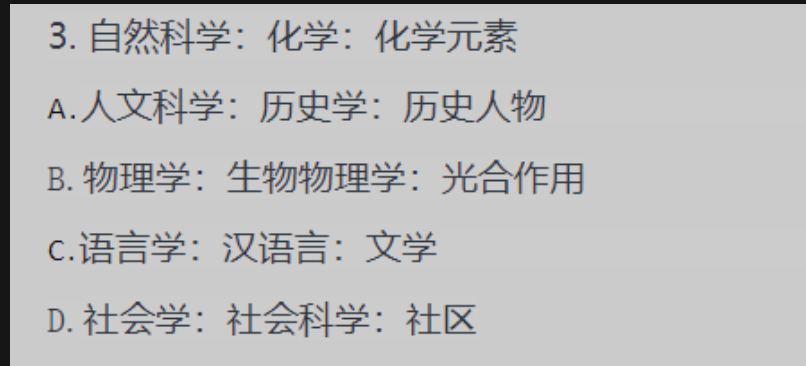 3. 自然科学：化学：化学元素
A.人文科学：历史学：历史人物
B. 物理学：生物物理学：光合作用
C.语言学：汉语言：文学
D. 社会学：社会科学：社区